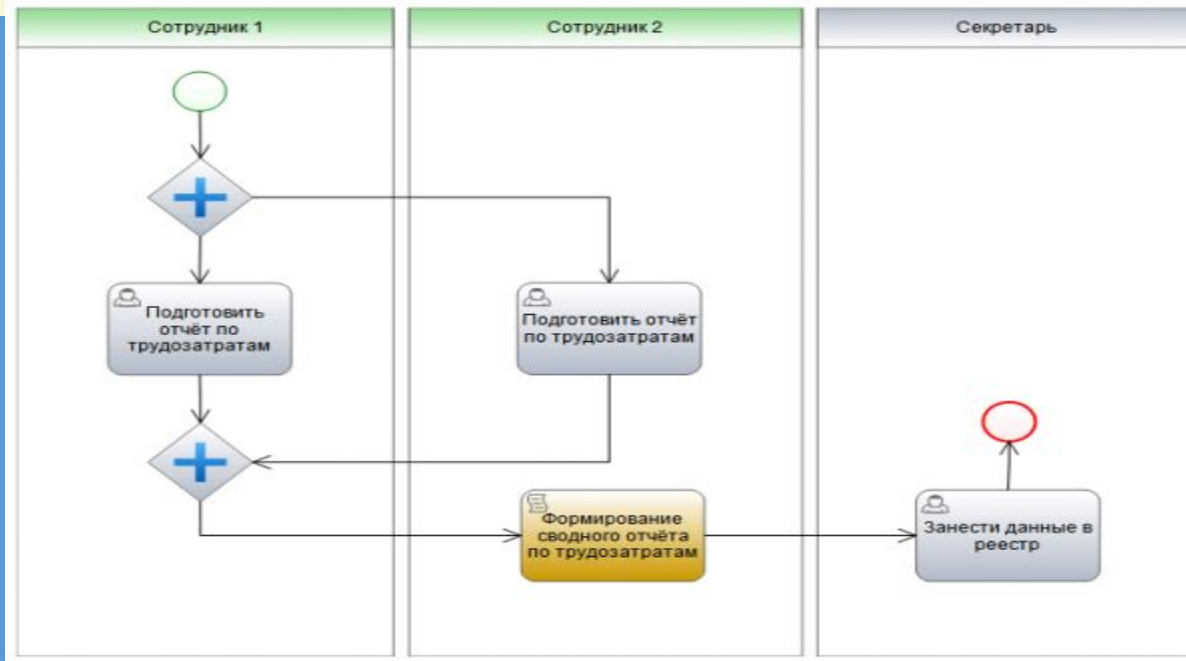 Сотрудник 1
Сотрудник 2
Секретарь
Подготовить
отчёт по
трудозатратам
Подготовить отчёт
по трудозатратам
Формирование
сводного отчёта
по трудозатратам
Занести данные в
реестр